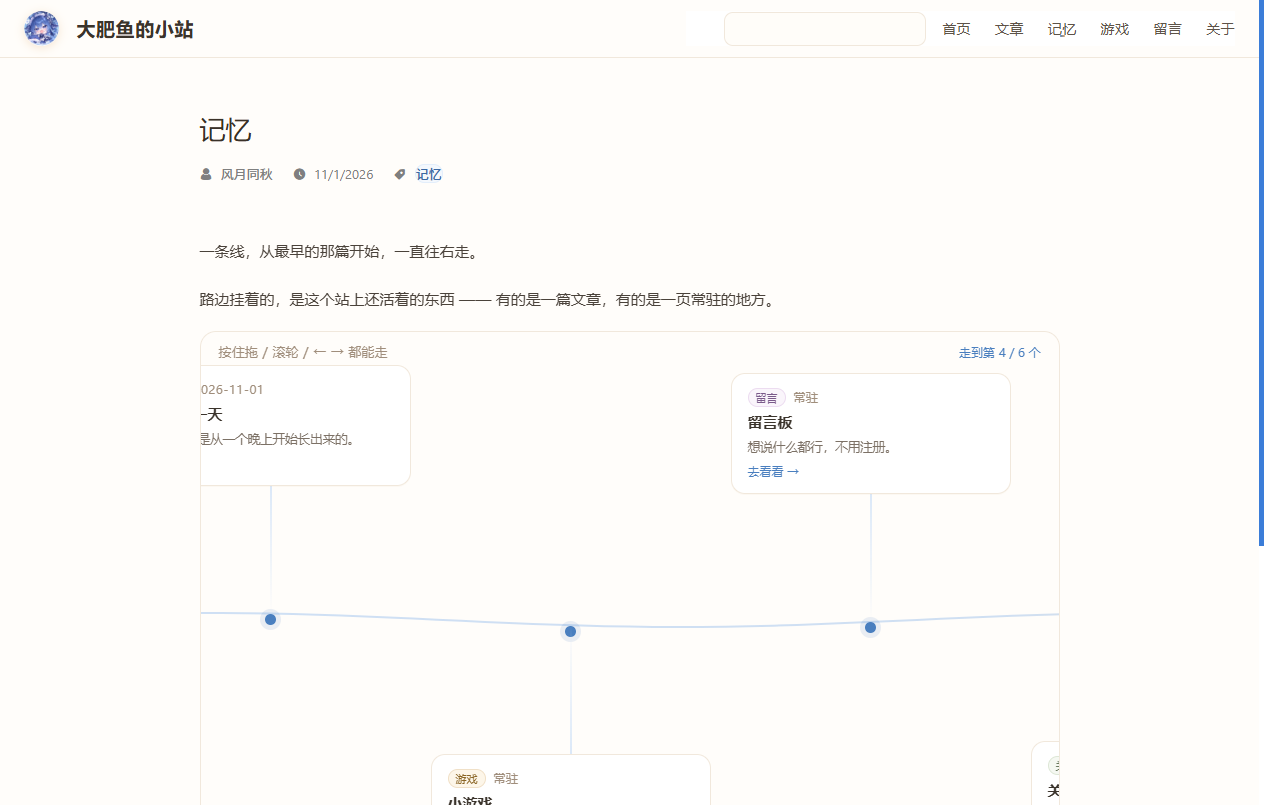 大肥鱼的小站
首页 文章 记忆 游戏 留言 关于
记忆
风月同秋 11/1/2026 记忆
一条线，从最早的那篇开始，一直往右走。
路边挂着的，是这个站上还活着的东西 —— 有的是一篇文章，有的是一页常驻的地方。
按住拖 / 滚轮 / ← → 都能走
走到第 4 / 6 个
026-11-01
一天
是从一个晚上开始长出来的。
留言 常驻
留言板
想说什么都行，不用注册。
去看看 →
游戏 常驻
小游戏
关